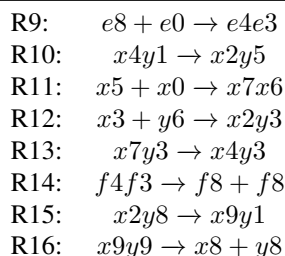 R9: e8 + e0 → e4e3
R10: x4y1 → x2y5
R11: x5 + x0 → x7x6
R12: x3 + y6 → x2y3
R13: x7y3 → x4y3
R14: f4f3 → f8 + f8
R15: x2y8 → x9y1
R16: x9y9 → x8 + y8